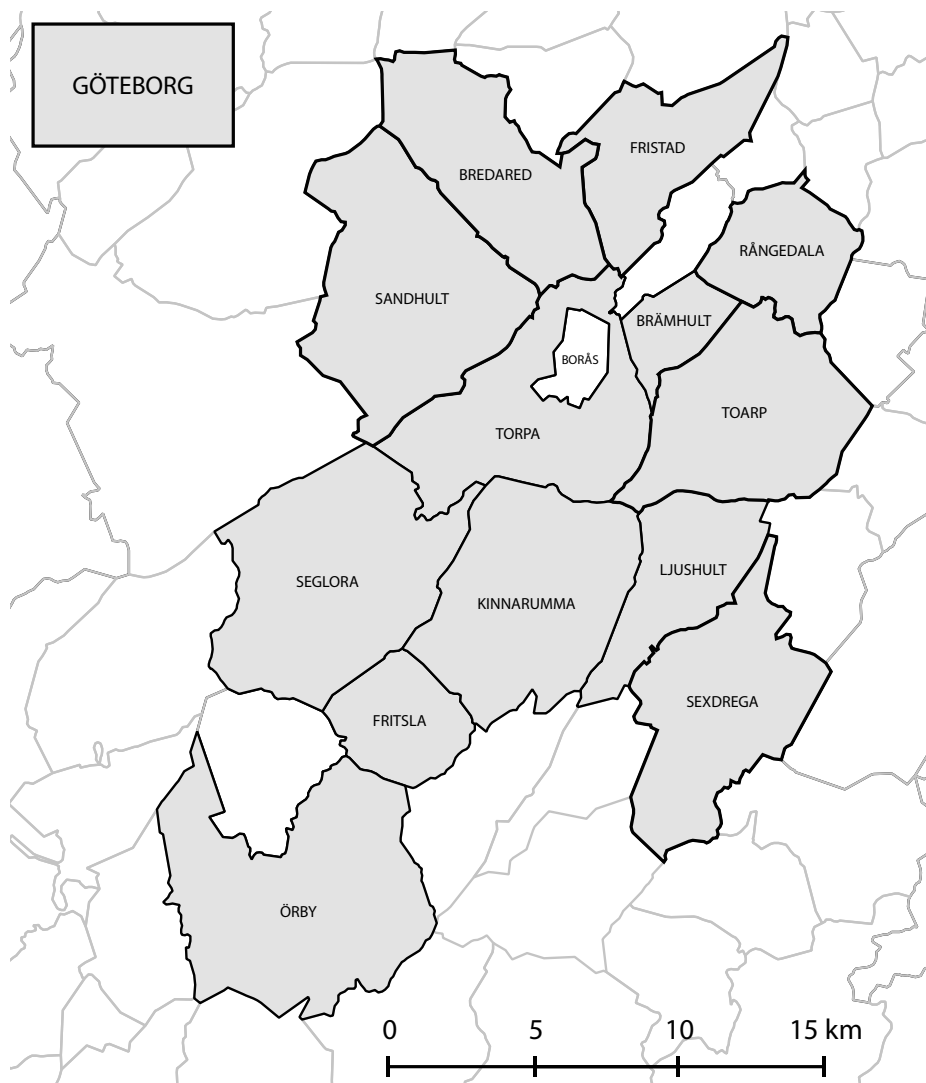 GÖTEBORG
FRISTAD
BREDARED
RÅNGEDALA
SANDHULT
BRÄMHULT
BORÅS
TOARP
TORPA
LJUSHULT
SEGLORA
KINNARUMMA
SEXDREGA
FRITSLA
ÖRBY
0 5 10 15 km